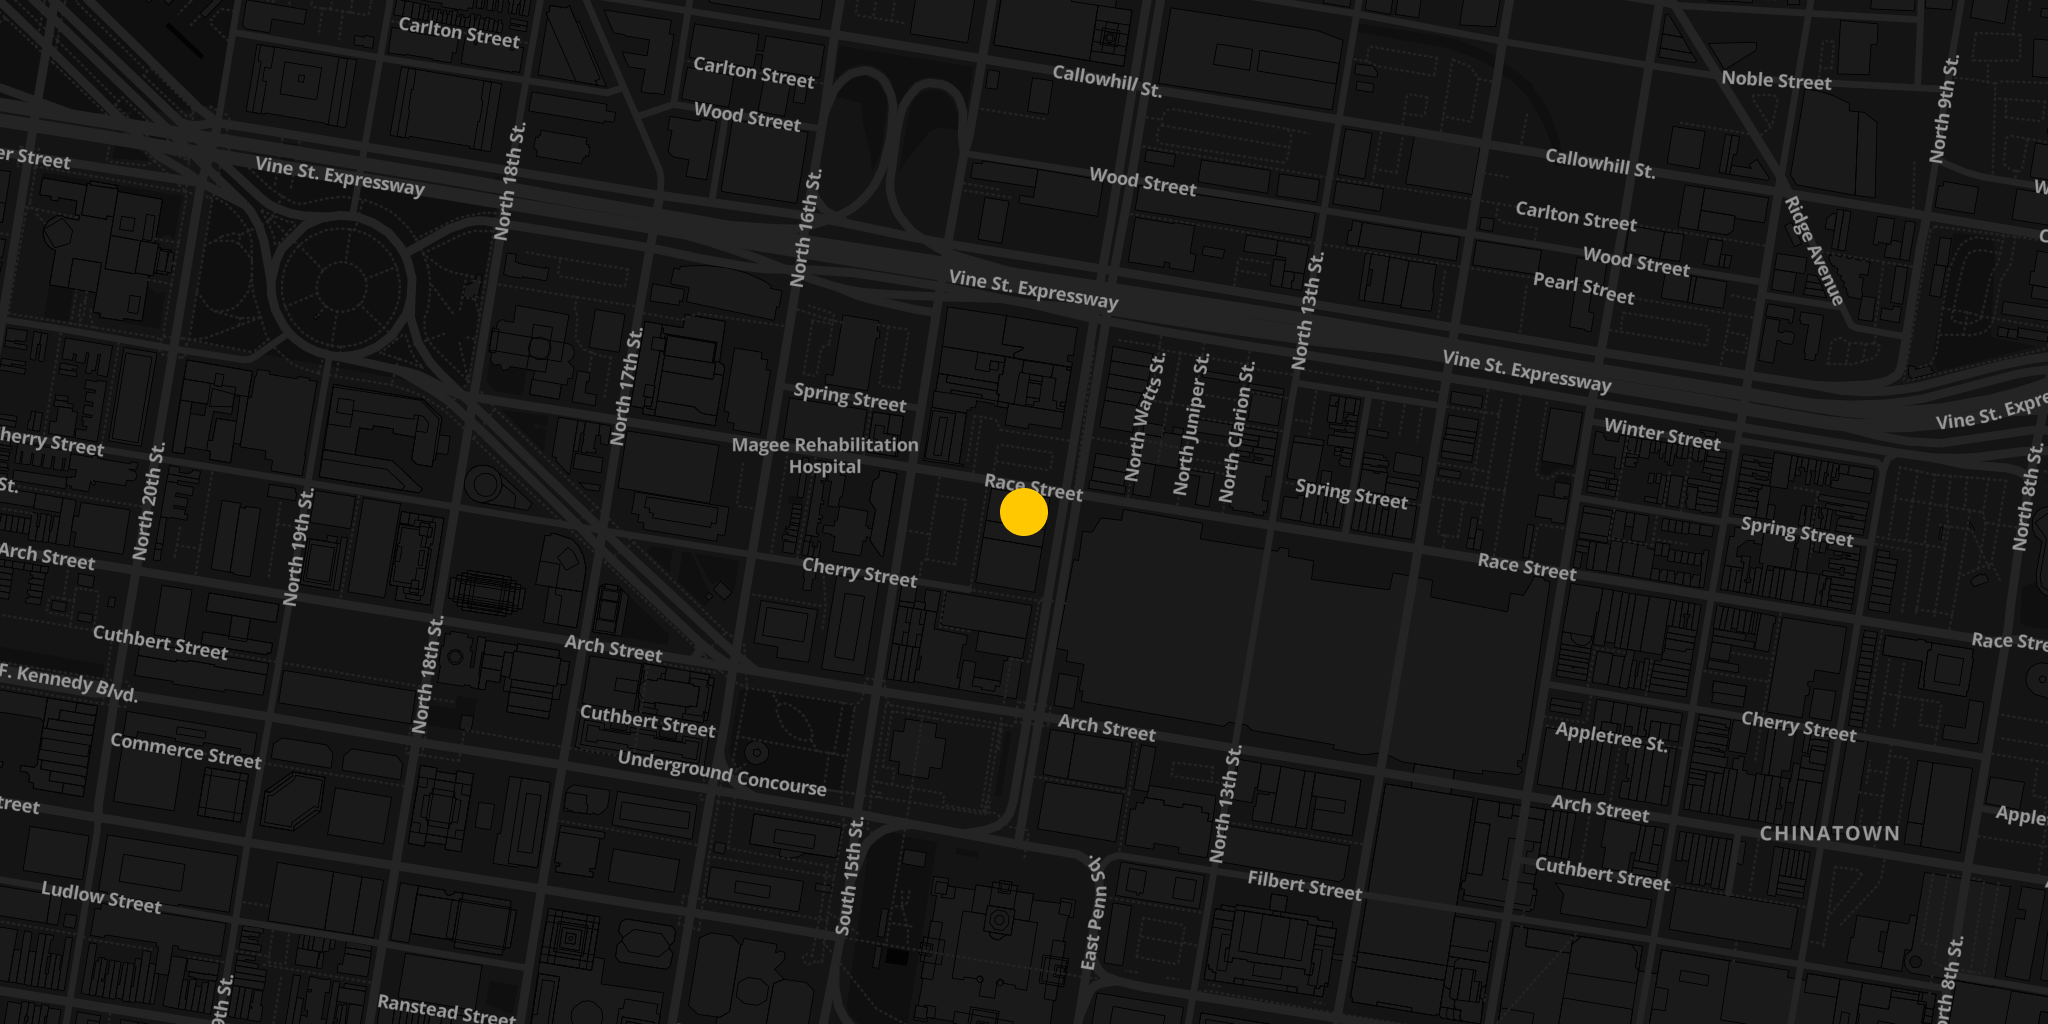 Carlton Street
Carlton Street
Callowhill St.
Noble Street
North 9th St.
Wood Street
North 18th St.
er Street
Vine St. Expressway
Wood Street
Callowhill St.
North 16th St.
Carlton Street
Ridge Avenue
Wood Street
Pearl Street
Vine St. Expressway
North 13th St.
North 17th St.
Spring Street
North Watts St.
North Juniper St.
North Clarion St.
Vine St. Expressway
Vine St. Expre
Winter Street
herry Street
Magee Rehabilitation
Hospital
North 20th St.
North 19th St.
St.
Race Street
Spring Street
Spring Street
North 8th St.
Arch Street
Cherry Street
Race Street
Cuthbert Street
Arch Street
Race Stre
North 18th St.
F. Kennedy Blvd.
Cuthbert Street
Arch Street
Appletree St.
Cherry Street
Commerce Street
Underground Concourse
North 13th St.
treet
South 15th St.
Arch Street
Apple
CHINATOWN
Ludlow Street
East Penn Sq.
Filbert Street
Cuthbert Street
9th St.
Ranstead Street
rth 8th St.